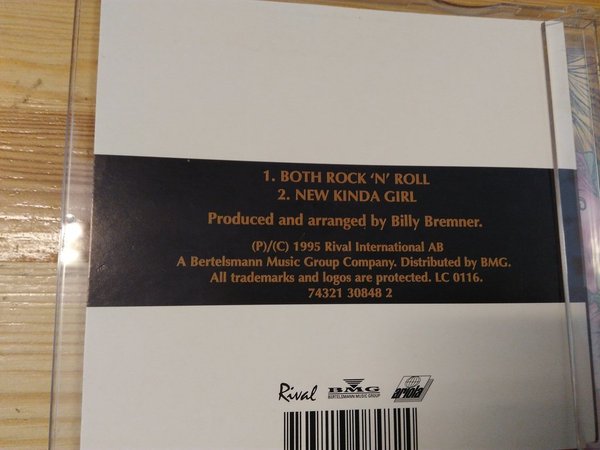 1. BOTH ROCK 'N' ROLL
2. NEW KINDA GIRL
Produced and arranged by Billy Bremner.
(P)/(C) 1995 Rival International AB
A Bertelsmann Music Group Company. Distributed by BMG.
All trademarks and logos are protected. LC 0116.
74321 30848 2
Rival BMG ariola
BERTELSMANN MUSIC GROUP